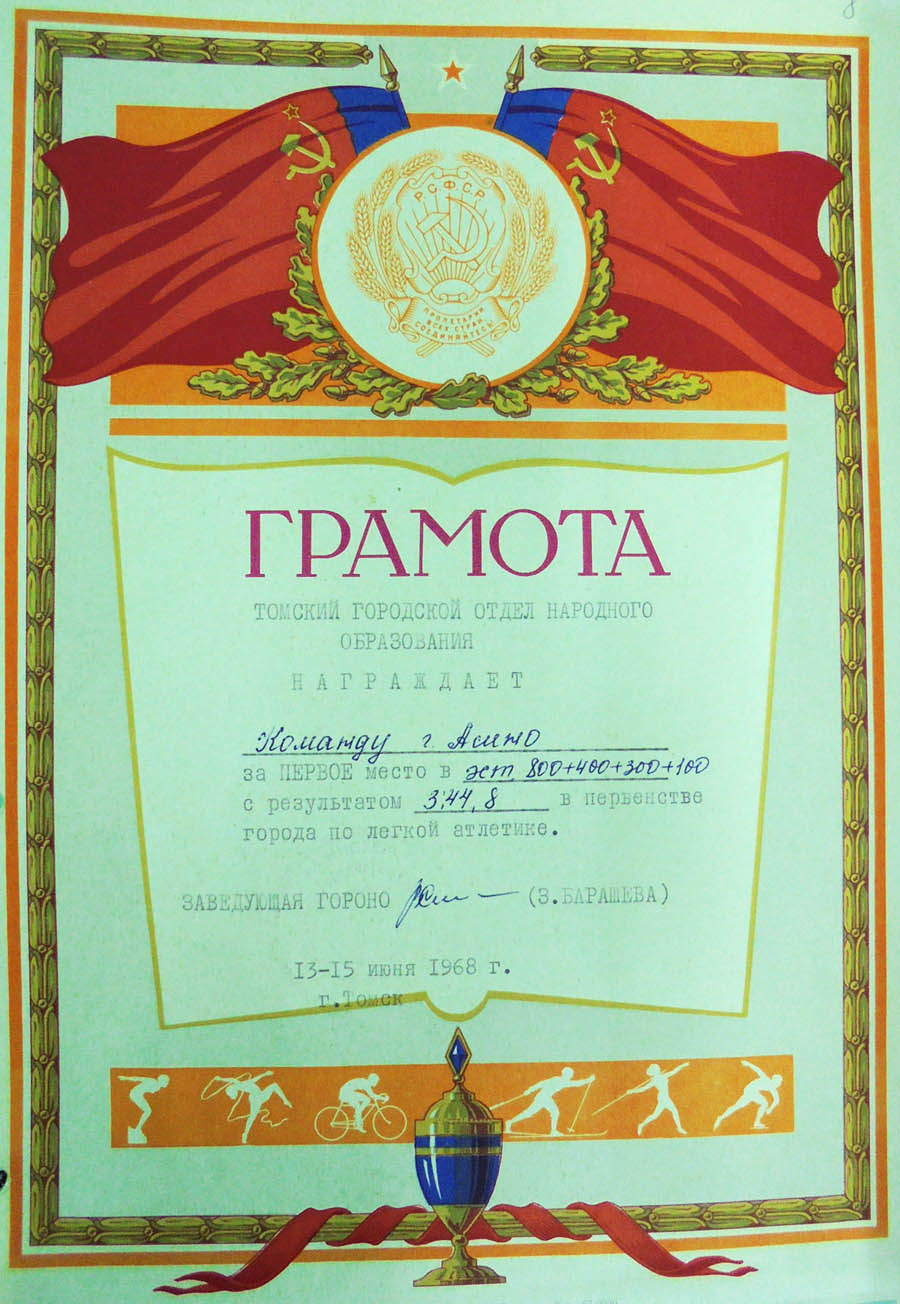 Р.С.Ф.С.Р.
ПРОЛЕТАРИИ
ВСЕХ СТРАН,
СОЕДИНЯЙТЕСЬ!
ГРАМОТА
ТОМСКИЙ ГОРОДСКОЙ ОТДЕЛ НАРОДНОГО
ОБРАЗОВАНИЯ
НАГРАЖДАЕТ
Команду г. Асино
за ПЕРВОЕ место в эст 800+400+300+100
с результатом 3.44,8 в первенстве
города по легкой атлетике.
ЗАВЕДУЮЩАЯ ГОРОНО (З.БАРАШЕВА)
13-15 июня 1968 г.
г.Томск